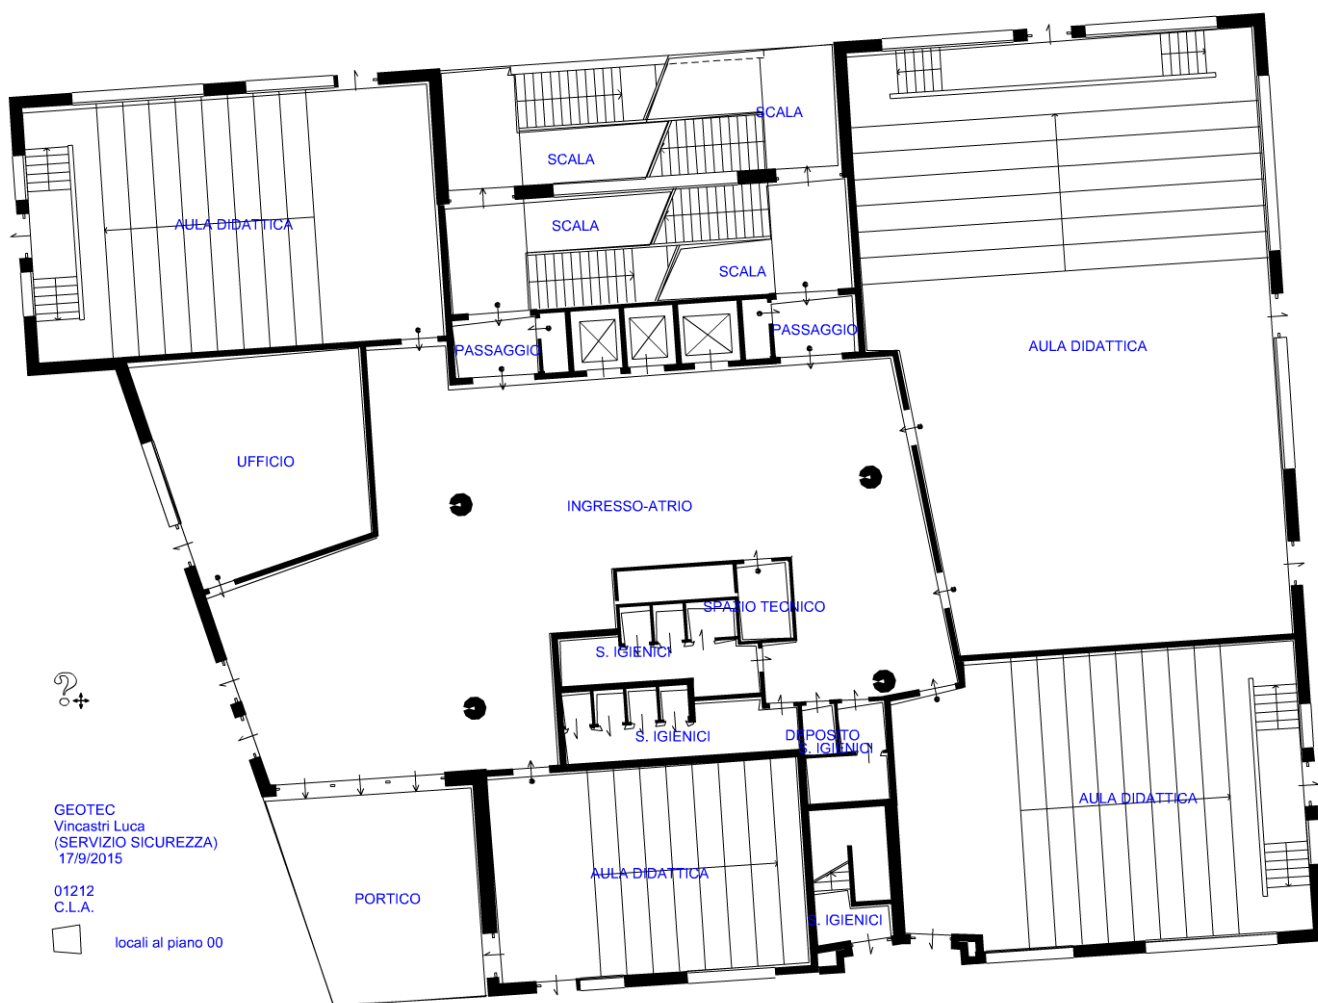 SCALA
SCALA
AULA DIDATTICA
SCALA
SCALA
PASSAGGIO
PASSAGGIO
AULA DIDATTICA
UFFICIO
INGRESSO-ATRIO
SPAZIO TECNICO
S. IGIENICI
S. IGIENICI
DEPOSITO
S. IGIENICI
AULA DIDATTICA
GEOTEC
Vincastri Luca
(SERVIZIO SICUREZZA)
17/9/2015
AULA DIDATTICA
01212
C.L.A.
PORTICO
S. IGIENICI
locali al piano 00